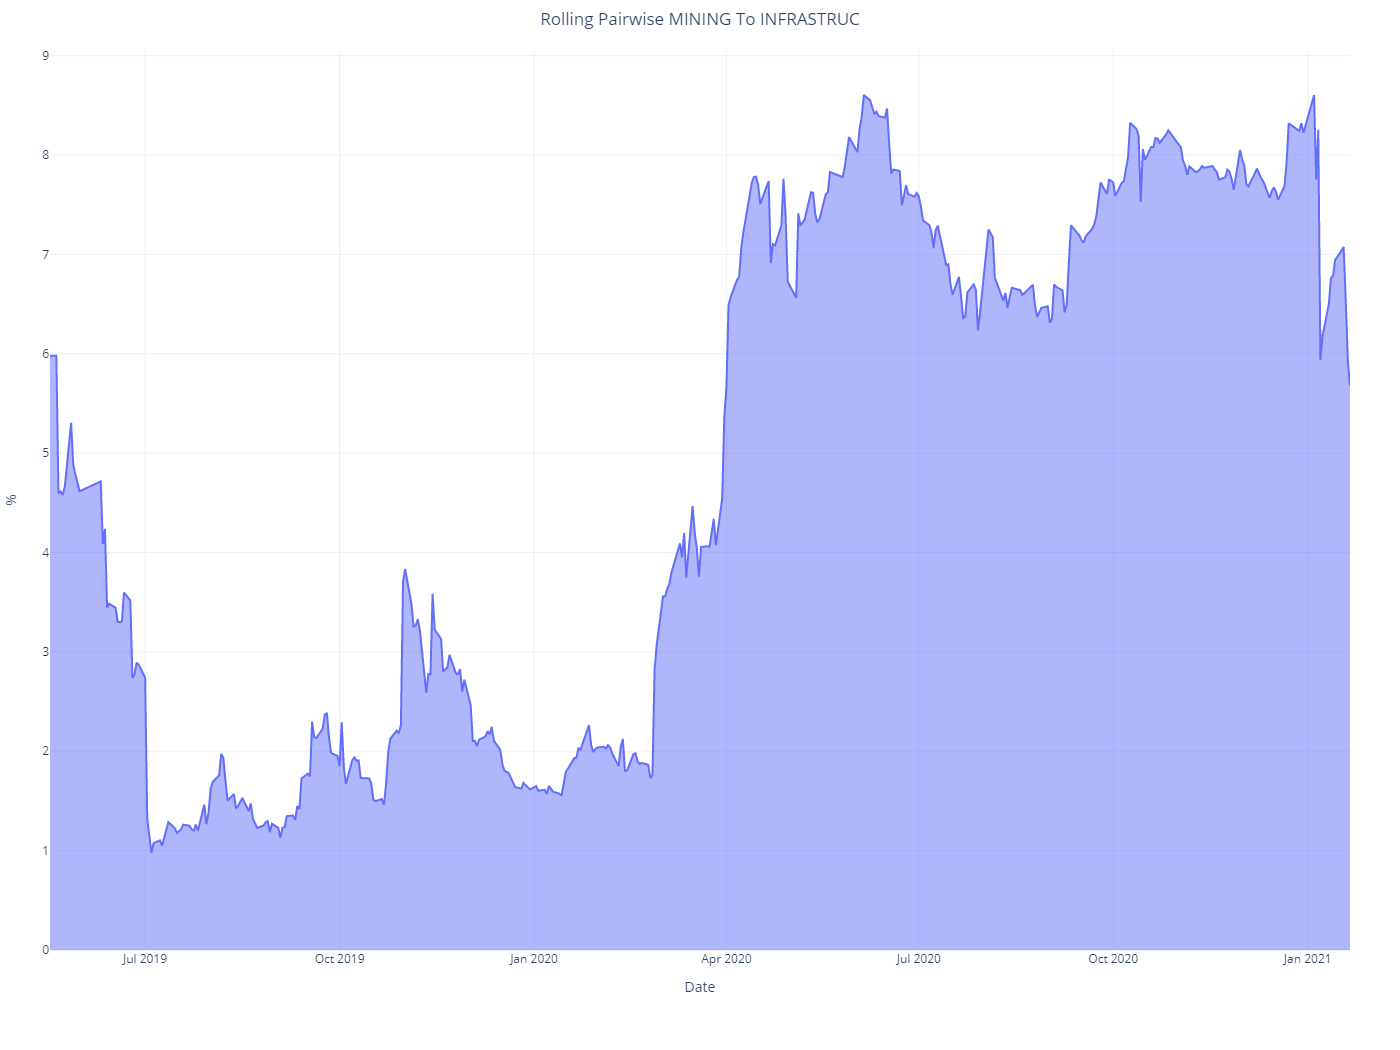 Rolling Pairwise MINING To INFRASTRUC
9
8
7
6
5
4
3
2
1
0
%
Jul 2019
Oct 2019
Jan 2020
Apr 2020
Jul 2020
Oct 2020
Jan 2021
Date